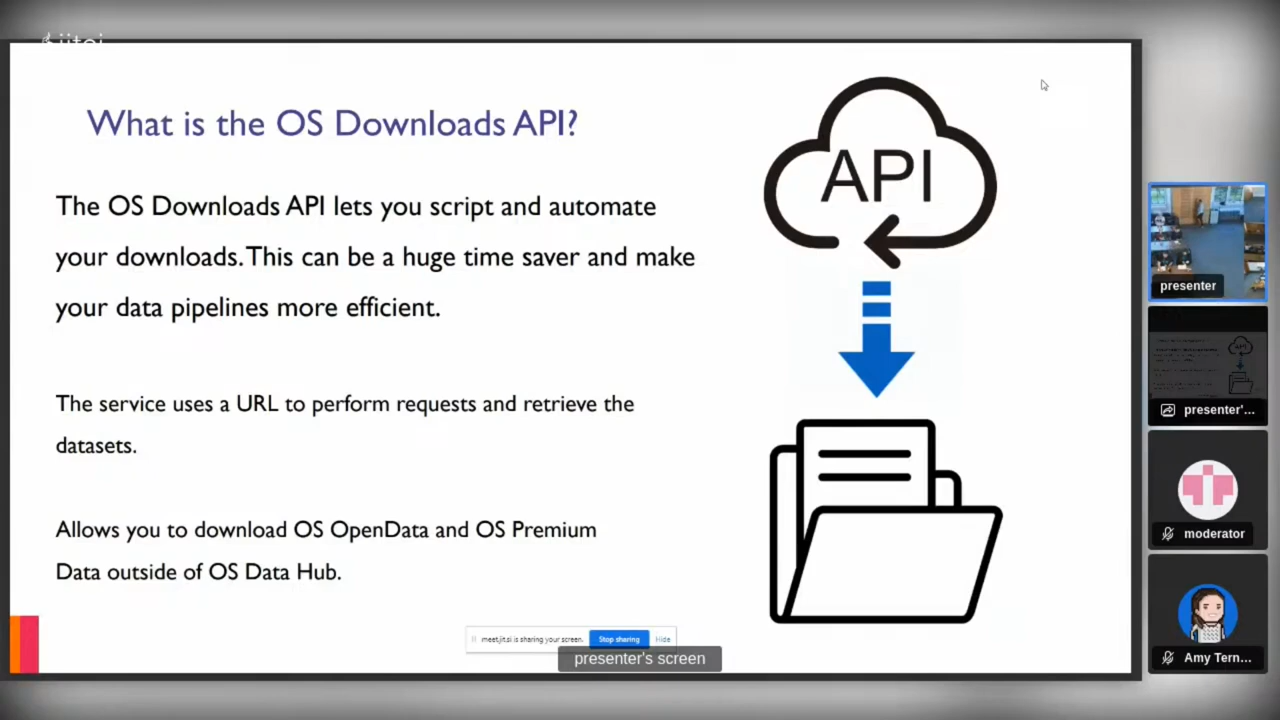 What is the OS Downloads API?
The OS Downloads API lets you script and automate
your downloads. This can be a huge time saver and make
your data pipelines more efficient.
The service uses a URL to perform requests and retrieve the
datasets.
Allows you to download OS OpenData and OS Premium
Data outside of OS Data Hub.
API
meet.jit.si is sharing your screen.
Stop sharing
Hide
presenter's screen
presenter
presenter'...
moderator
Amy Tern...